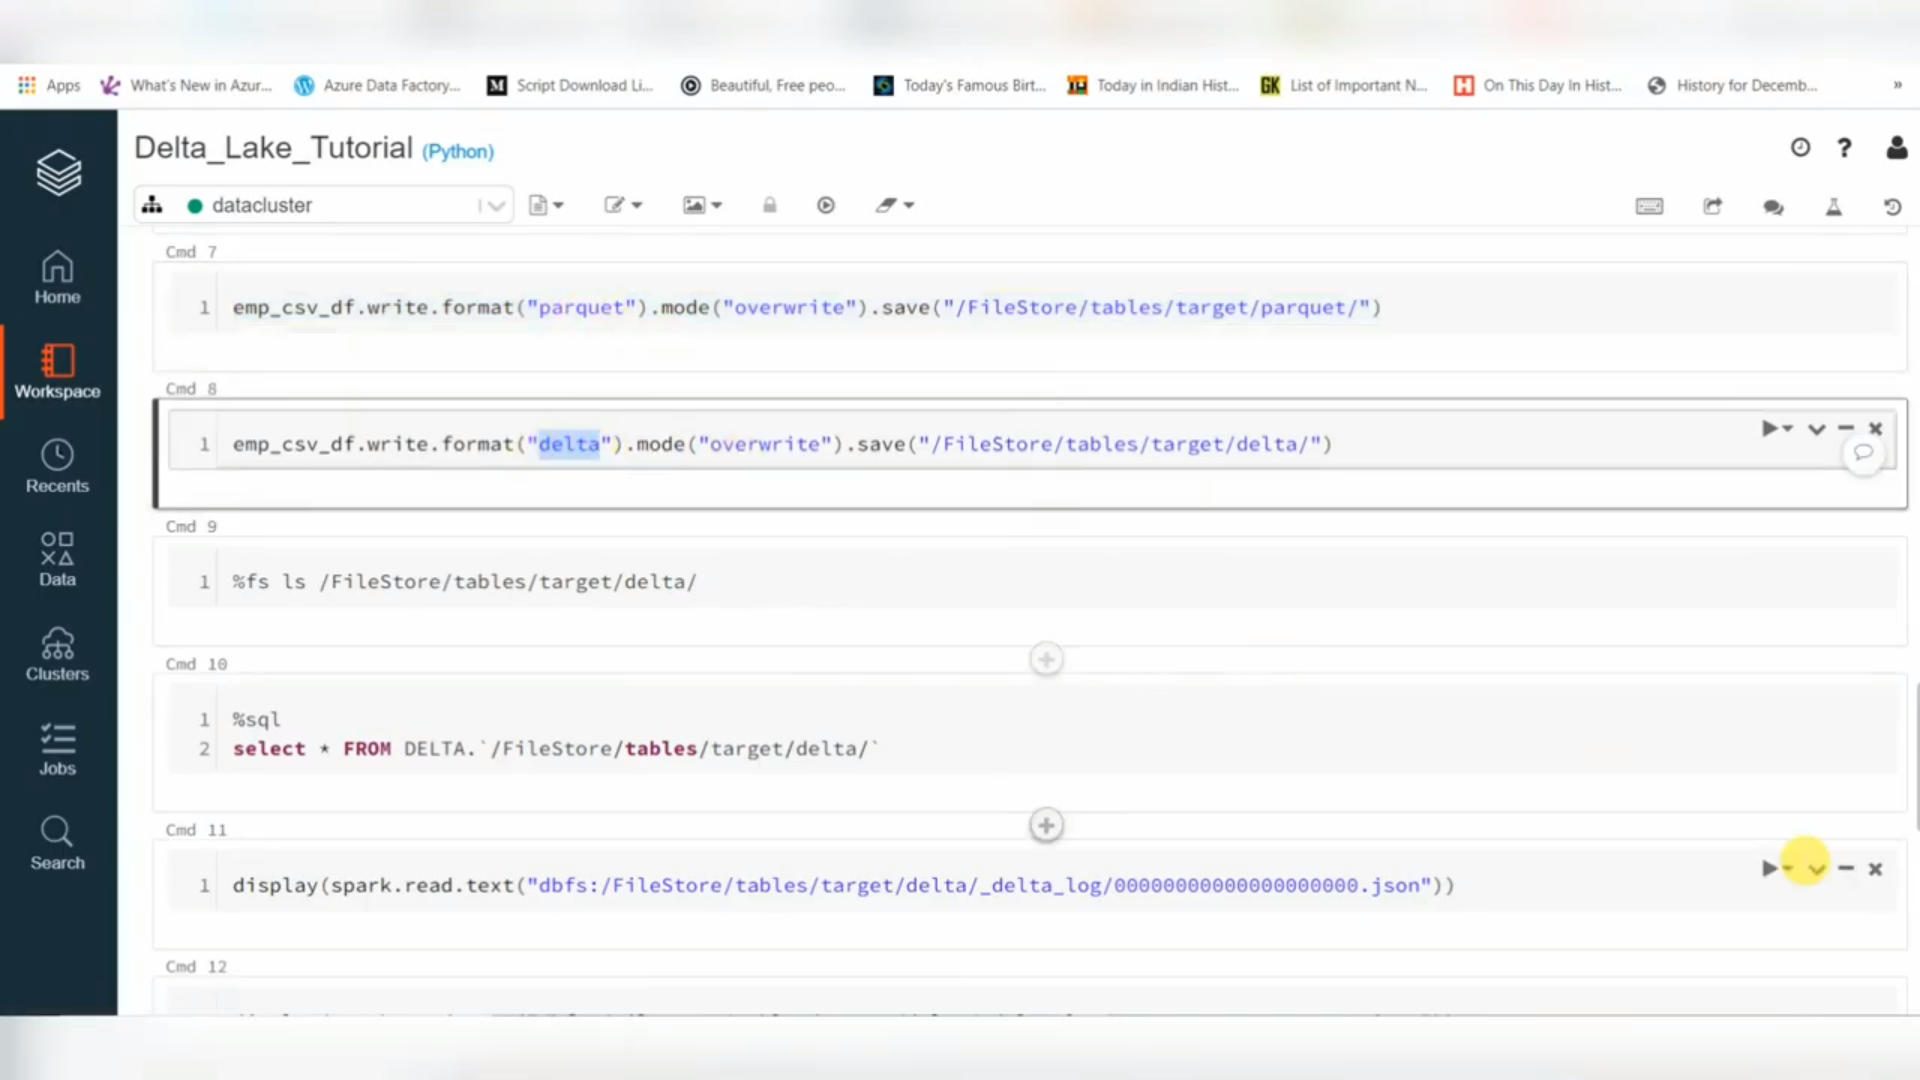 Apps What's New in Azur... Azure Data Factory... Script Download Li... Beautiful, Free peo... Today's Famous Birt... Today in Indian Hist... GK List of Important N... On This Day In Hist... History for Decemb... »
Delta_Lake_Tutorial (Python)
datacluster
Home
Workspace
Recents
Data
Clusters
Jobs
Search
Cmd 7
1 emp_csv_df.write.format("parquet").mode("overwrite").save("/FileStore/tables/target/parquet/")
Cmd 8
1 emp_csv_df.write.format("delta").mode("overwrite").save("/FileStore/tables/target/delta/")
Cmd 9
1 %fs ls /FileStore/tables/target/delta/
Cmd 10
1 %sql
2 select * FROM DELTA.`/FileStore/tables/target/delta/`
Cmd 11
1 display(spark.read.text("dbfs:/FileStore/tables/target/delta/_delta_log/00000000000000000000.json"))
Cmd 12